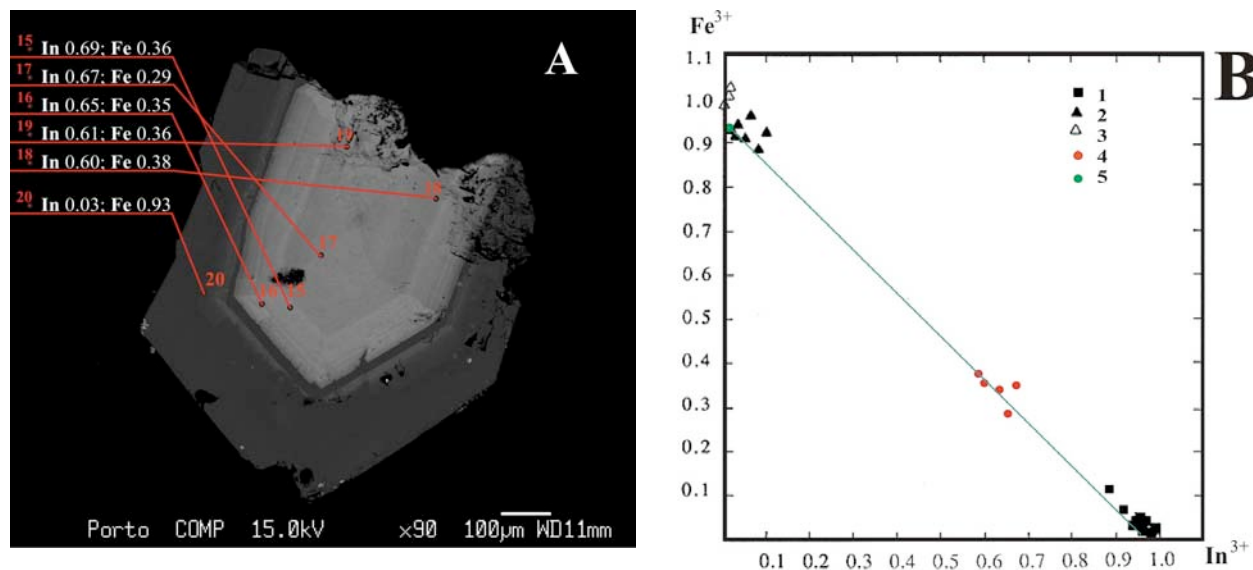 15 In 0.69; Fe 0.36
17 In 0.67; Fe 0.29
16 In 0.65; Fe 0.35
19 In 0.61; Fe 0.36
18 In 0.60; Fe 0.38
20 In 0.03; Fe 0.93
A
19
18
17
20
16 15
Porto COMP 15.0kV ×90 100µm WD11mm
Fe³⁺
B
1.1
1.0
0.9
0.8
0.7
0.6
0.5
0.4
0.3
0.2
0.1
1
2
3
4
5
0.1 0.2 0.3 0.4 0.5 0.6 0.7 0.8 0.9 1.0 In³⁺